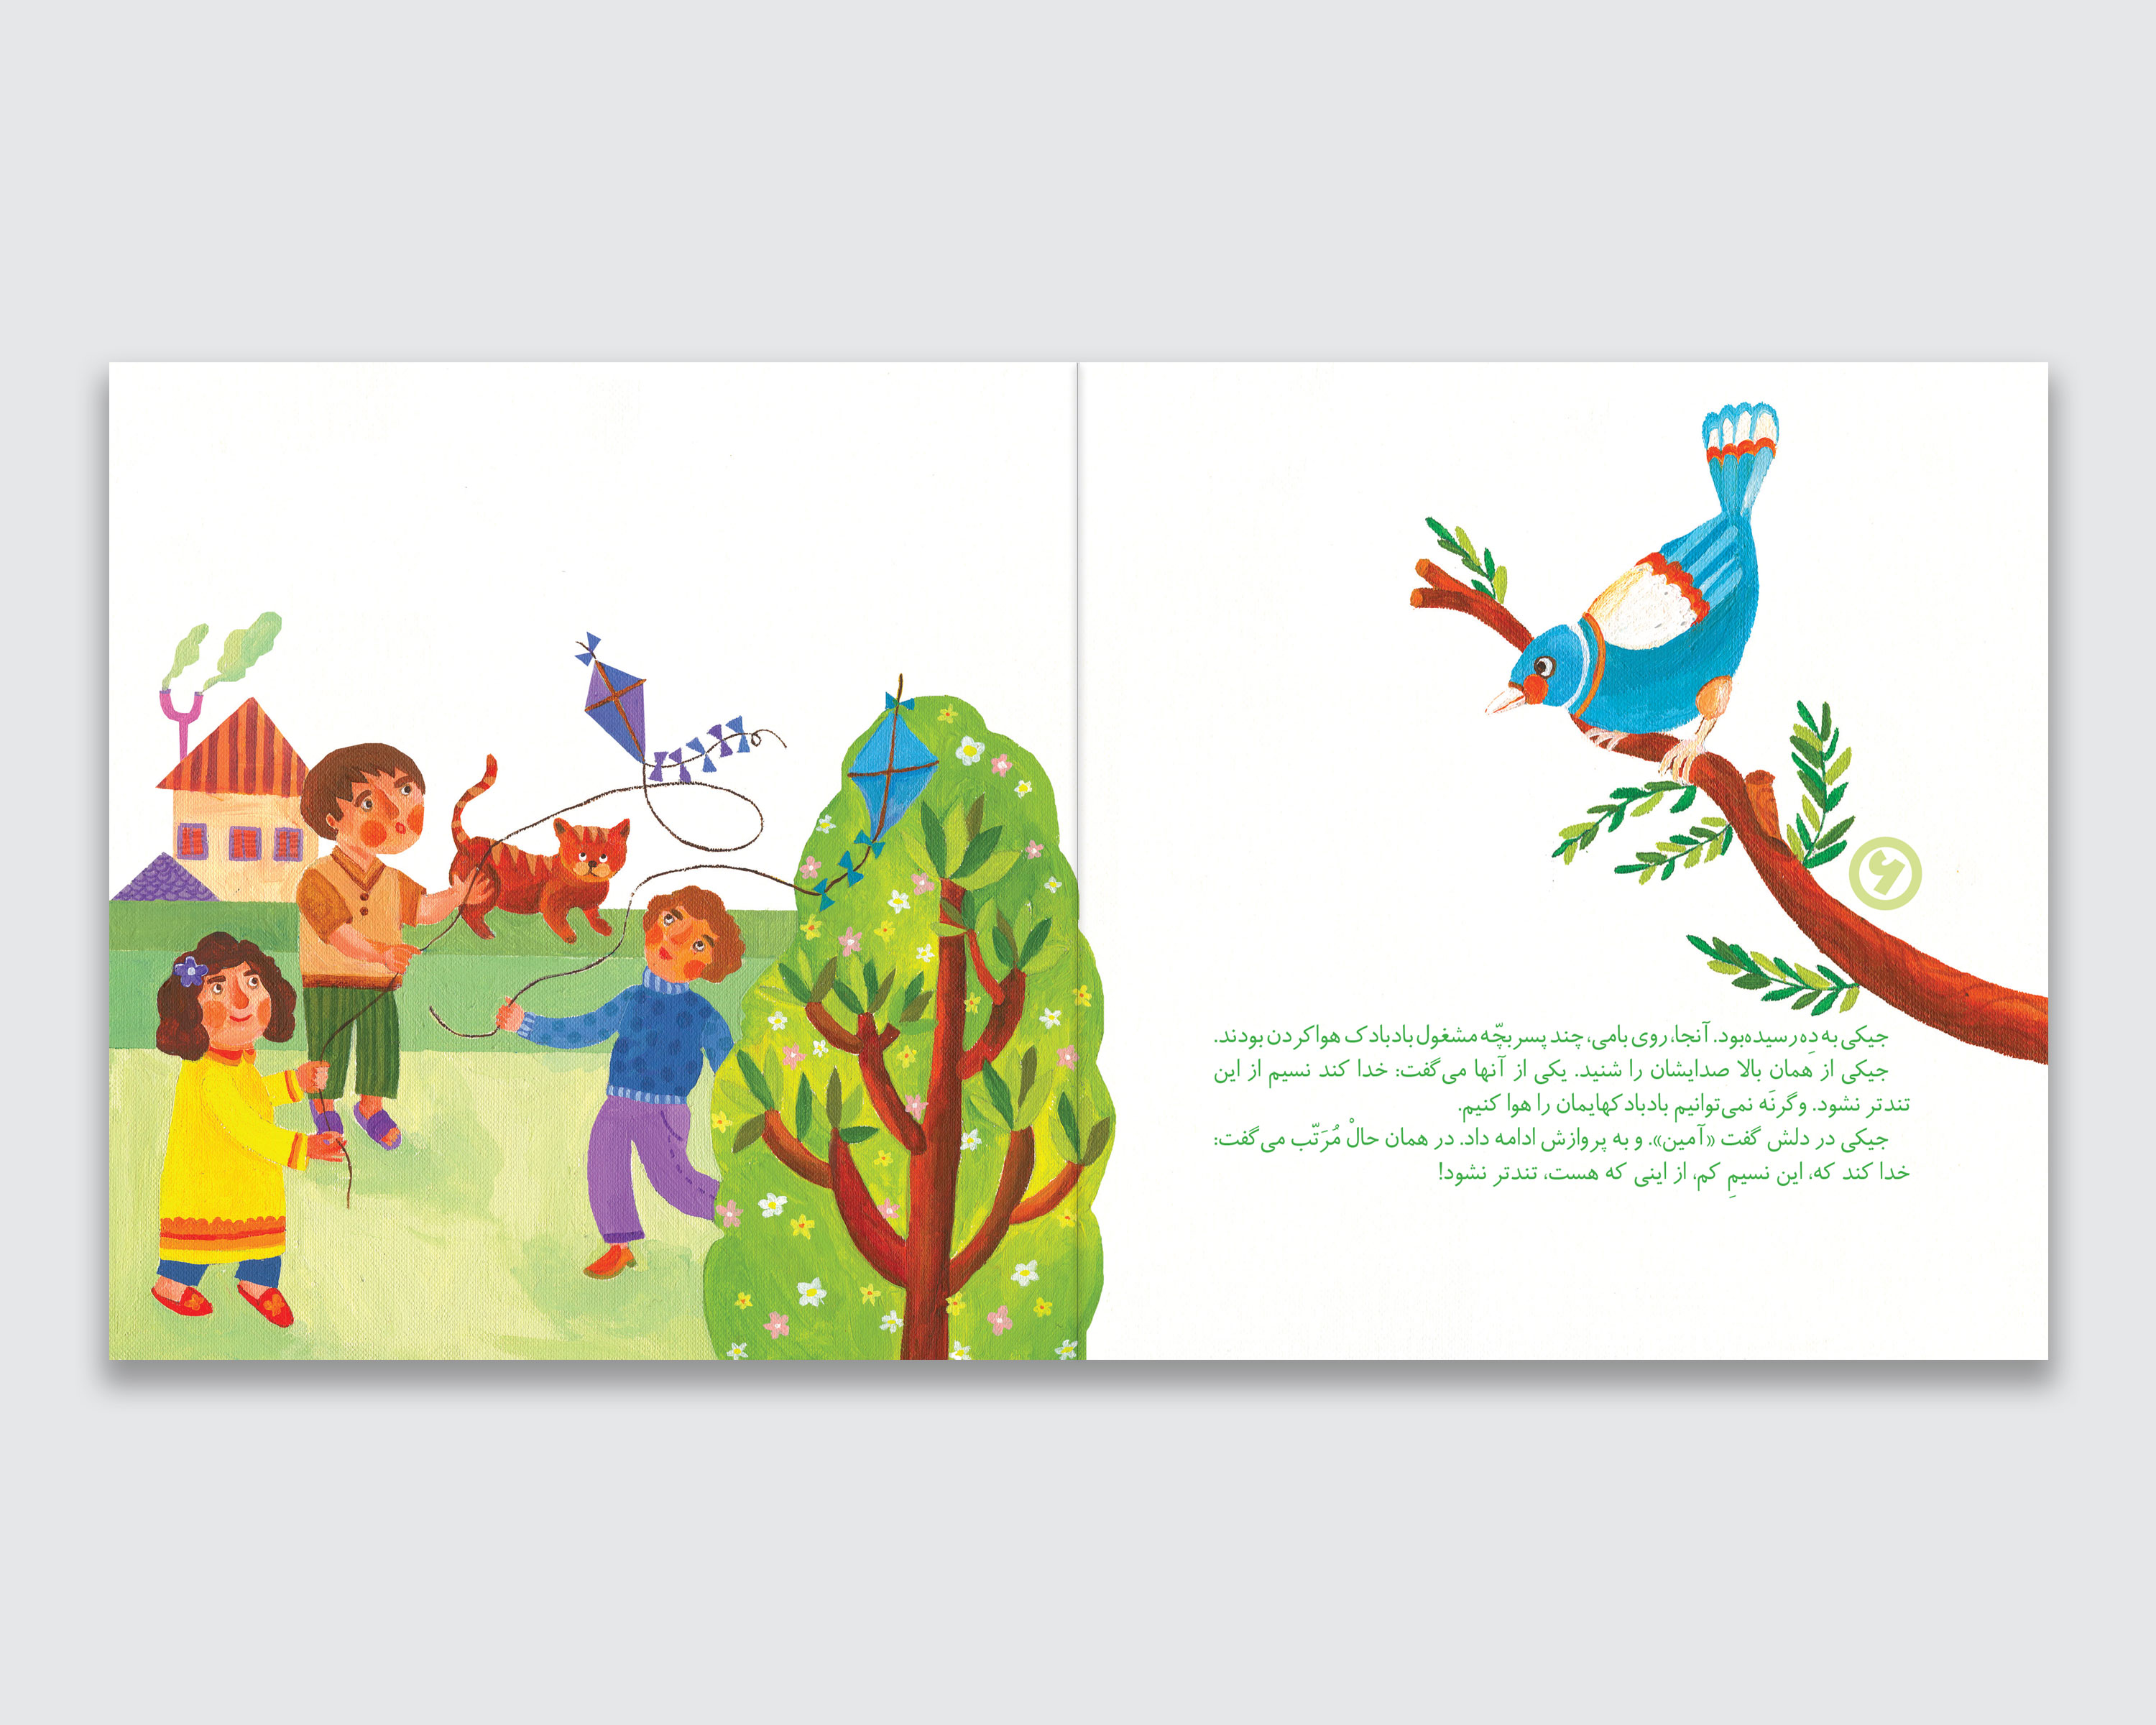 ۶
جیکی به دِه رسیده‌بود. آنجا، روی بامی، چند پسربچّه مشغول بادبادک هواکردن بودند.
جیکی از همان بالا صدایشان را شنید. یکی از آنها می‌گفت: خدا کند نسیم از این
تندتر نشود. وگرنَه نمی‌توانیم بادبادکهایمان را هوا کنیم.
جیکی در دلش گفت «آمین». و به پروازش ادامه داد. در همان حالْ مُرَتّب می‌گفت:
خدا کند که، این نسیمِ کم، از اینی که هست، تندتر نشود!